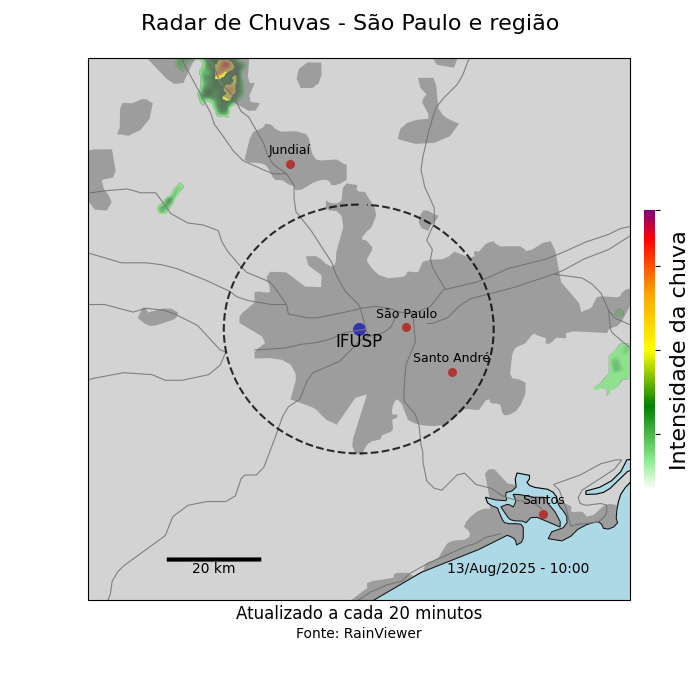 Radar de Chuvas - São Paulo e região
Jundiaí
São Paulo
IFUSP
Santo André
Santos
20 km
13/Aug/2025 - 10:00
Intensidade da chuva
Atualizado a cada 20 minutos
Fonte: RainViewer